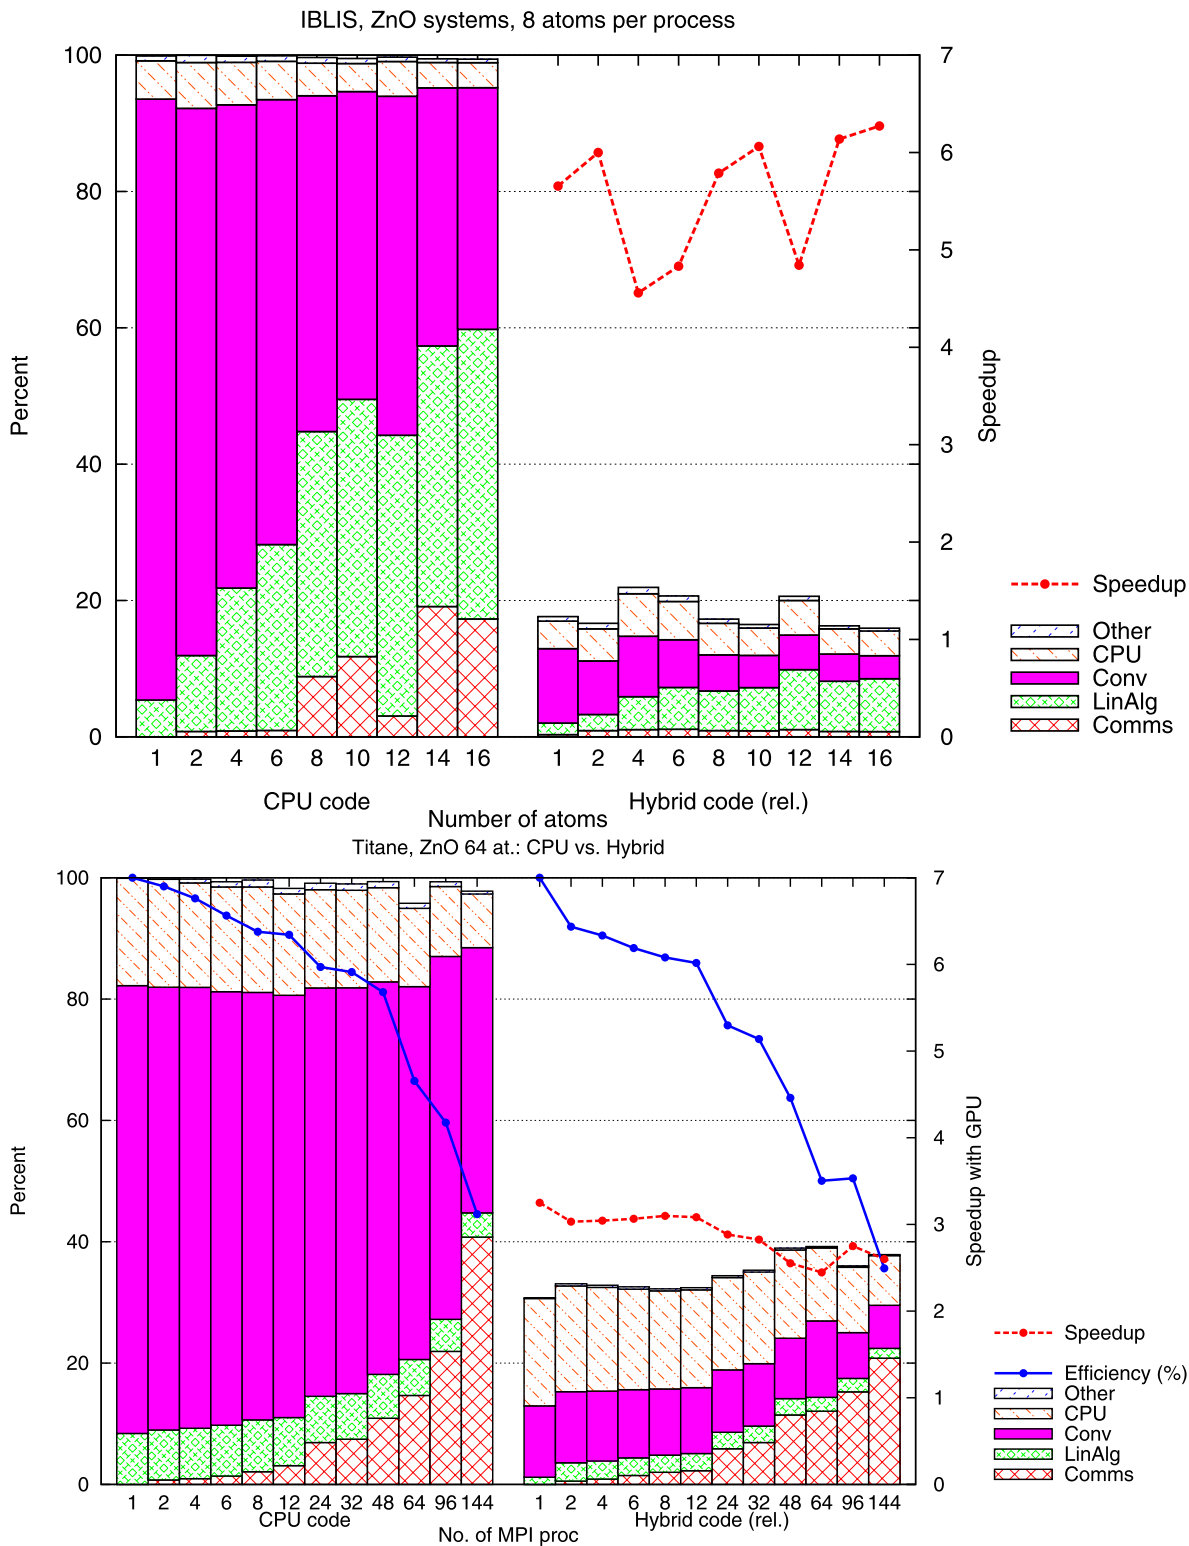 IBLIS, ZnO systems, 8 atoms per process
100
80
60
40
20
0
Percent
7
6
5
4
3
2
1
0
Speedup
1 2 4 6 8 10 12 14 16
1 2 4 6 8 10 12 14 16
CPU code
Hybrid code (rel.)
Number of atoms
Speedup
Other
CPU
Conv
LinAlg
Comms
Titane, ZnO 64 at.: CPU vs. Hybrid
100
80
60
40
20
0
Percent
7
6
5
4
3
2
1
0
Speedup with GPU
1 2 4 6 8 12 24 32 48 64 96 144
1 2 4 6 8 12 24 32 48 64 96 144
CPU code
Hybrid code (rel.)
No. of MPI proc
Speedup
Efficiency (%)
Other
CPU
Conv
LinAlg
Comms